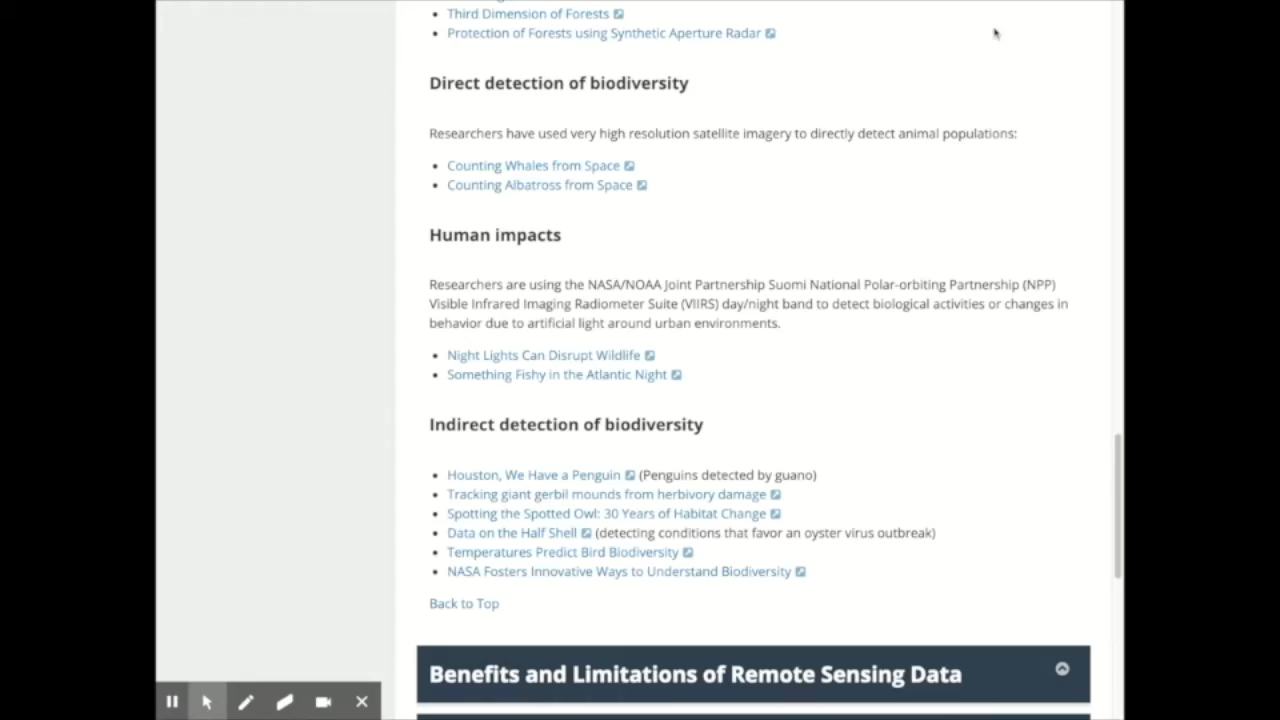 Third Dimension of Forests
Protection of Forests using Synthetic Aperture Radar
Direct detection of biodiversity
Researchers have used very high resolution satellite imagery to directly detect animal populations:
Counting Whales from Space
Counting Albatross from Space
Human impacts
Researchers are using the NASA/NOAA Joint Partnership Suomi National Polar-orbiting Partnership (NPP)
Visible Infrared Imaging Radiometer Suite (VIIRS) day/night band to detect biological activities or changes in
behavior due to artificial light around urban environments.
Night Lights Can Disrupt Wildlife
Something Fishy in the Atlantic Night
Indirect detection of biodiversity
Houston, We Have a Penguin (Penguins detected by guano)
Tracking giant gerbil mounds from herbivory damage
Spotting the Spotted Owl: 30 Years of Habitat Change
Data on the Half Shell (detecting conditions that favor an oyster virus outbreak)
Temperatures Predict Bird Biodiversity
NASA Fosters Innovative Ways to Understand Biodiversity
Back to Top
Benefits and Limitations of Remote Sensing Data